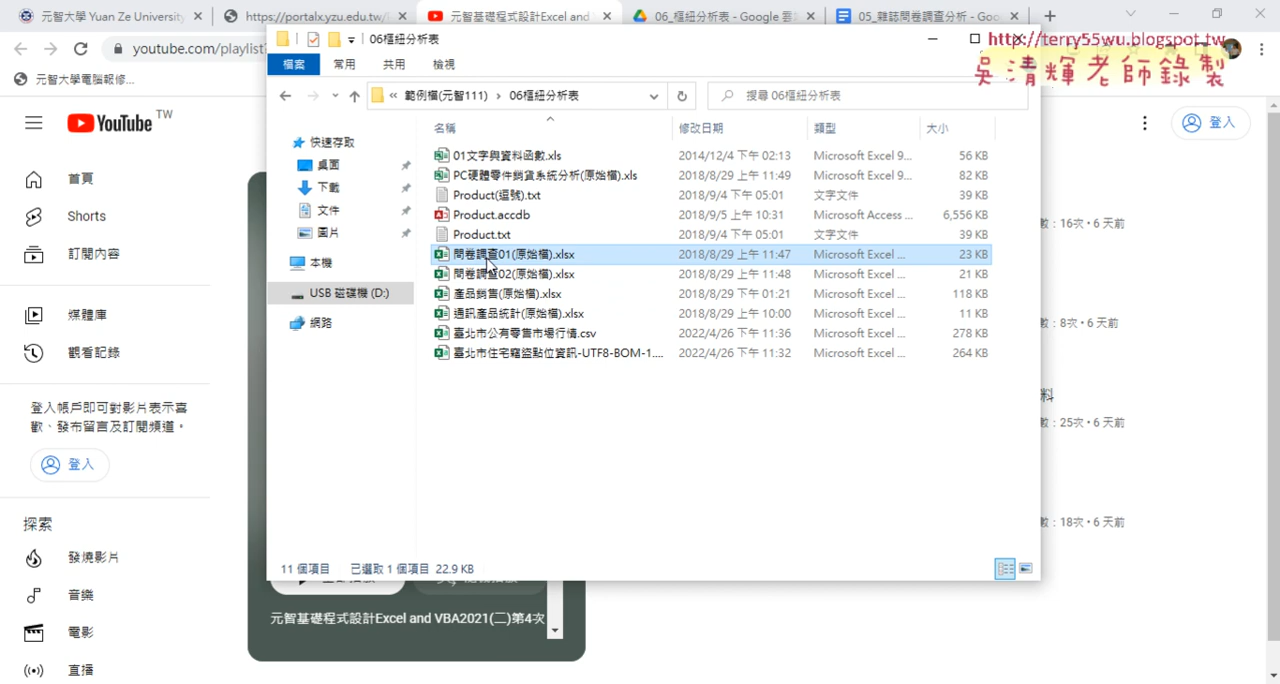 元智大學 Yuan Ze University
https://portalx.yzu.edu.tw/
元智基礎程式設計Excel and
06_樞紐分析表 - Google 雲
05_雜誌問卷調查分析 - Goo
youtube.com/playlist?
元智大學電腦報修...
http://terry55wu.blogspot.tw
吳清輝老師錄製
YouTube TW
登入
首頁
Shorts
訂閱內容
媒體庫
觀看記錄
登入帳戶即可對影片表示喜
歡、發布留言及訂閱頻道。
登入
探索
發燒影片
音樂
電影
直播
06樞紐分析表
檔案 常用 共用 檢視
« 範例檔(元智111) › 06樞紐分析表
搜尋 06樞紐分析表
快速存取
桌面
下載
文件
圖片
本機
USB 磁碟機 (D:)
網路
名稱 修改日期 類型 大小
01文字與資料函數.xls 2014/12/4 下午 02:13 Microsoft Excel 9... 56 KB
PC硬體零件銷貨系統分析(原始檔).xls 2018/8/29 上午 11:49 Microsoft Excel 9... 82 KB
Product(逗號).txt 2018/9/4 下午 05:01 文字文件 39 KB
Product.accdb 2018/9/5 上午 10:31 Microsoft Access ... 6,556 KB
Product.txt 2018/9/4 下午 05:01 文字文件 39 KB
問卷調查01(原始檔).xlsx 2018/8/29 上午 11:47 Microsoft Excel ... 23 KB
問卷調查02(原始檔).xlsx 2018/8/29 上午 11:48 Microsoft Excel ... 21 KB
產品銷售(原始檔).xlsx 2018/8/29 下午 01:21 Microsoft Excel ... 118 KB
通訊產品統計(原始檔).xlsx 2018/8/29 上午 10:00 Microsoft Excel ... 11 KB
臺北市公有零售市場行情.csv 2022/4/26 下午 11:36 Microsoft Excel ... 278 KB
臺北市住宅竊盜點位資訊-UTF8-BOM-1.... 2022/4/26 下午 11:32 Microsoft Excel ... 264 KB
11 個項目 已選取 1 個項目 22.9 KB
數：16次 • 6 天前
數：8次 • 6 天前
料
數：25次 • 6 天前
數：18次 • 6 天前
元智基礎程式設計Excel and VBA2021(二)第4次